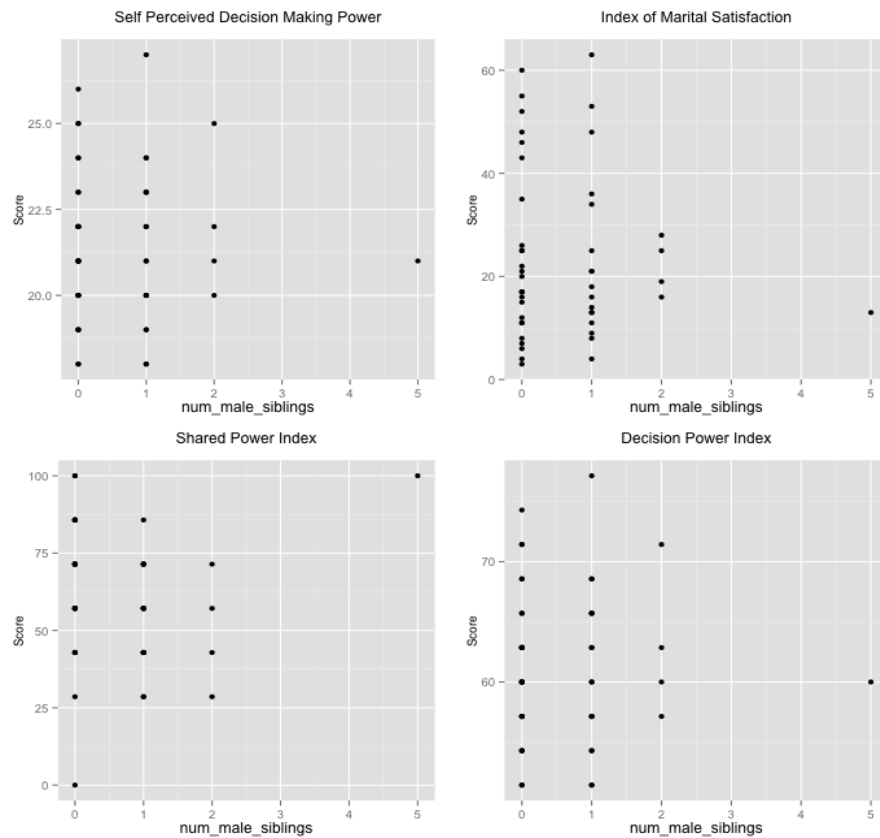 Self Perceived Decision Making Power
Score
25.0
22.5
20.0
0 1 2 3 4 5
num_male_siblings
Index of Marital Satisfaction
Score
60
40
20
0
0 1 2 3 4 5
num_male_siblings
Shared Power Index
Score
100
75
50
25
0
0 1 2 3 4 5
num_male_siblings
Decision Power Index
Score
70
60
0 1 2 3 4 5
num_male_siblings